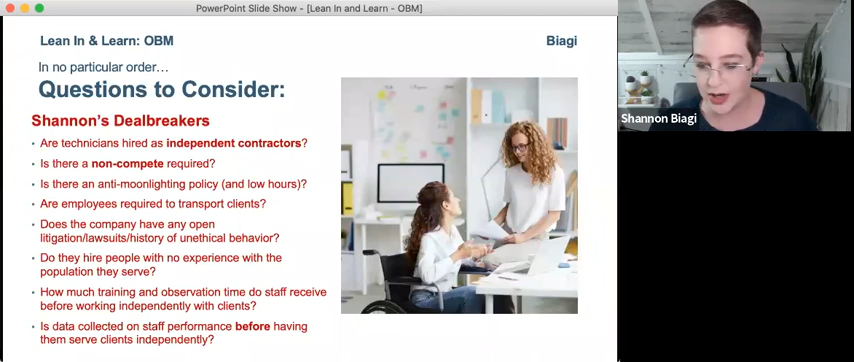 PowerPoint Slide Show - [Lean In and Learn - OBM]
Lean In & Learn: OBM
Biagi
In no particular order…
Questions to Consider:
Shannon's Dealbreakers
• Are technicians hired as independent contractors?
• Is there a non-compete required?
• Is there an anti-moonlighting policy (and low hours)?
• Are employees required to transport clients?
• Does the company have any open
litigation/lawsuits/history of unethical behavior?
• Do they hire people with no experience with the
population they serve?
• How much training and observation time do staff receive
before working independently with clients?
• Is data collected on staff performance before having
them serve clients independently?
Shannon Biagi